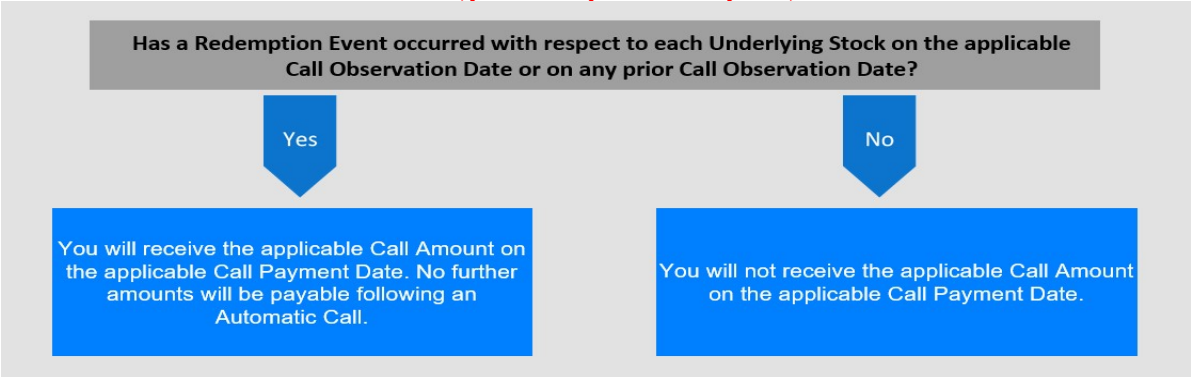 Has a Redemption Event occurred with respect to each Underlying Stock on the applicable
Call Observation Date or on any prior Call Observation Date?
Yes
No
You will receive the applicable Call Amount on
the applicable Call Payment Date. No further
amounts will be payable following an
Automatic Call.
You will not receive the applicable Call Amount
on the applicable Call Payment Date.